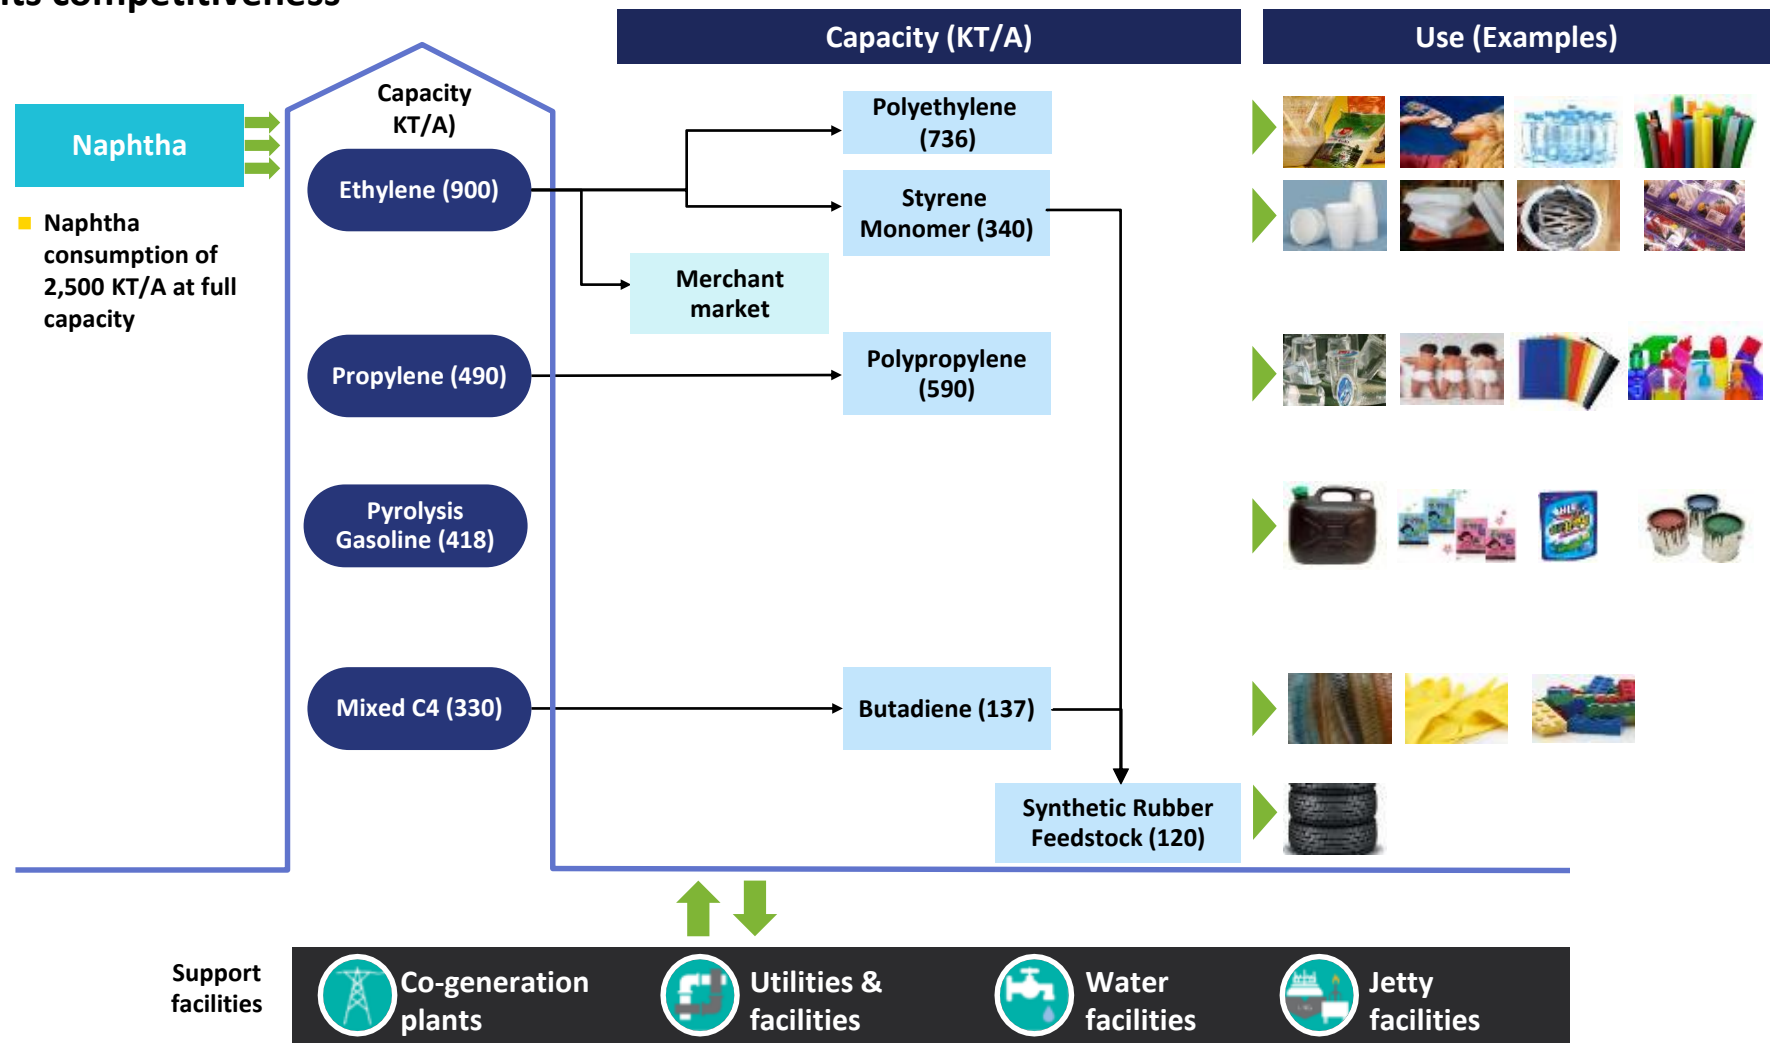 its competitiveness
Capacity (KT/A)
Use (Examples)
Naphtha
Naphtha
consumption of
2,500 KT/A at full
capacity
Capacity
KT/A)
Ethylene (900)
Propylene (490)
Pyrolysis
Gasoline (418)
Mixed C4 (330)
Merchant
market
Polyethylene
(736)
Styrene
Monomer (340)
Polypropylene
(590)
Butadiene (137)
Synthetic Rubber
Feedstock (120)
Support
facilities
Co-generation
plants
Utilities &
facilities
Water
facilities
Jetty
facilities